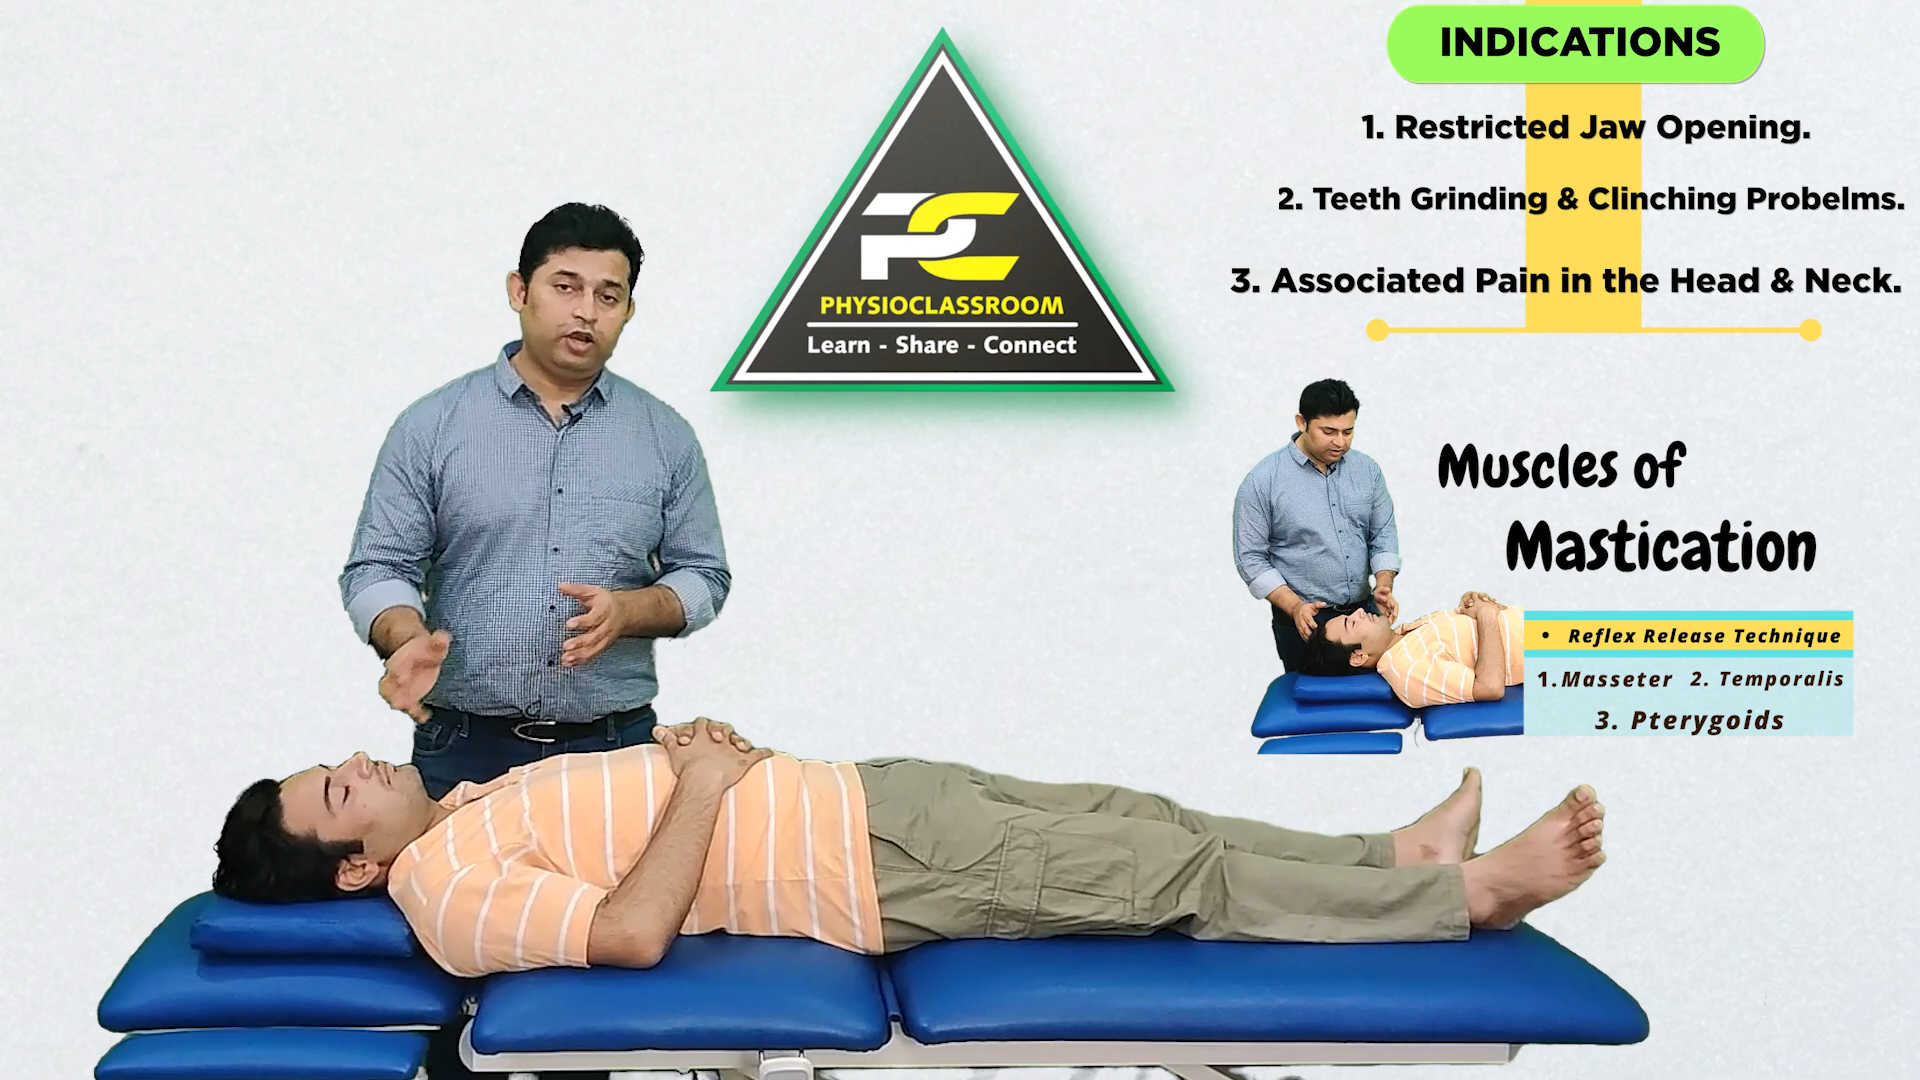 PC
PHYSIOCLASSROOM
Learn - Share - Connect
INDICATIONS
1. Restricted Jaw Opening.
2. Teeth Grinding & Clinching Probelms.
3. Associated Pain in the Head & Neck.
Muscles of
Mastication
• Reflex Release Technique
1.Masseter 2. Temporalis
3. Pterygoids